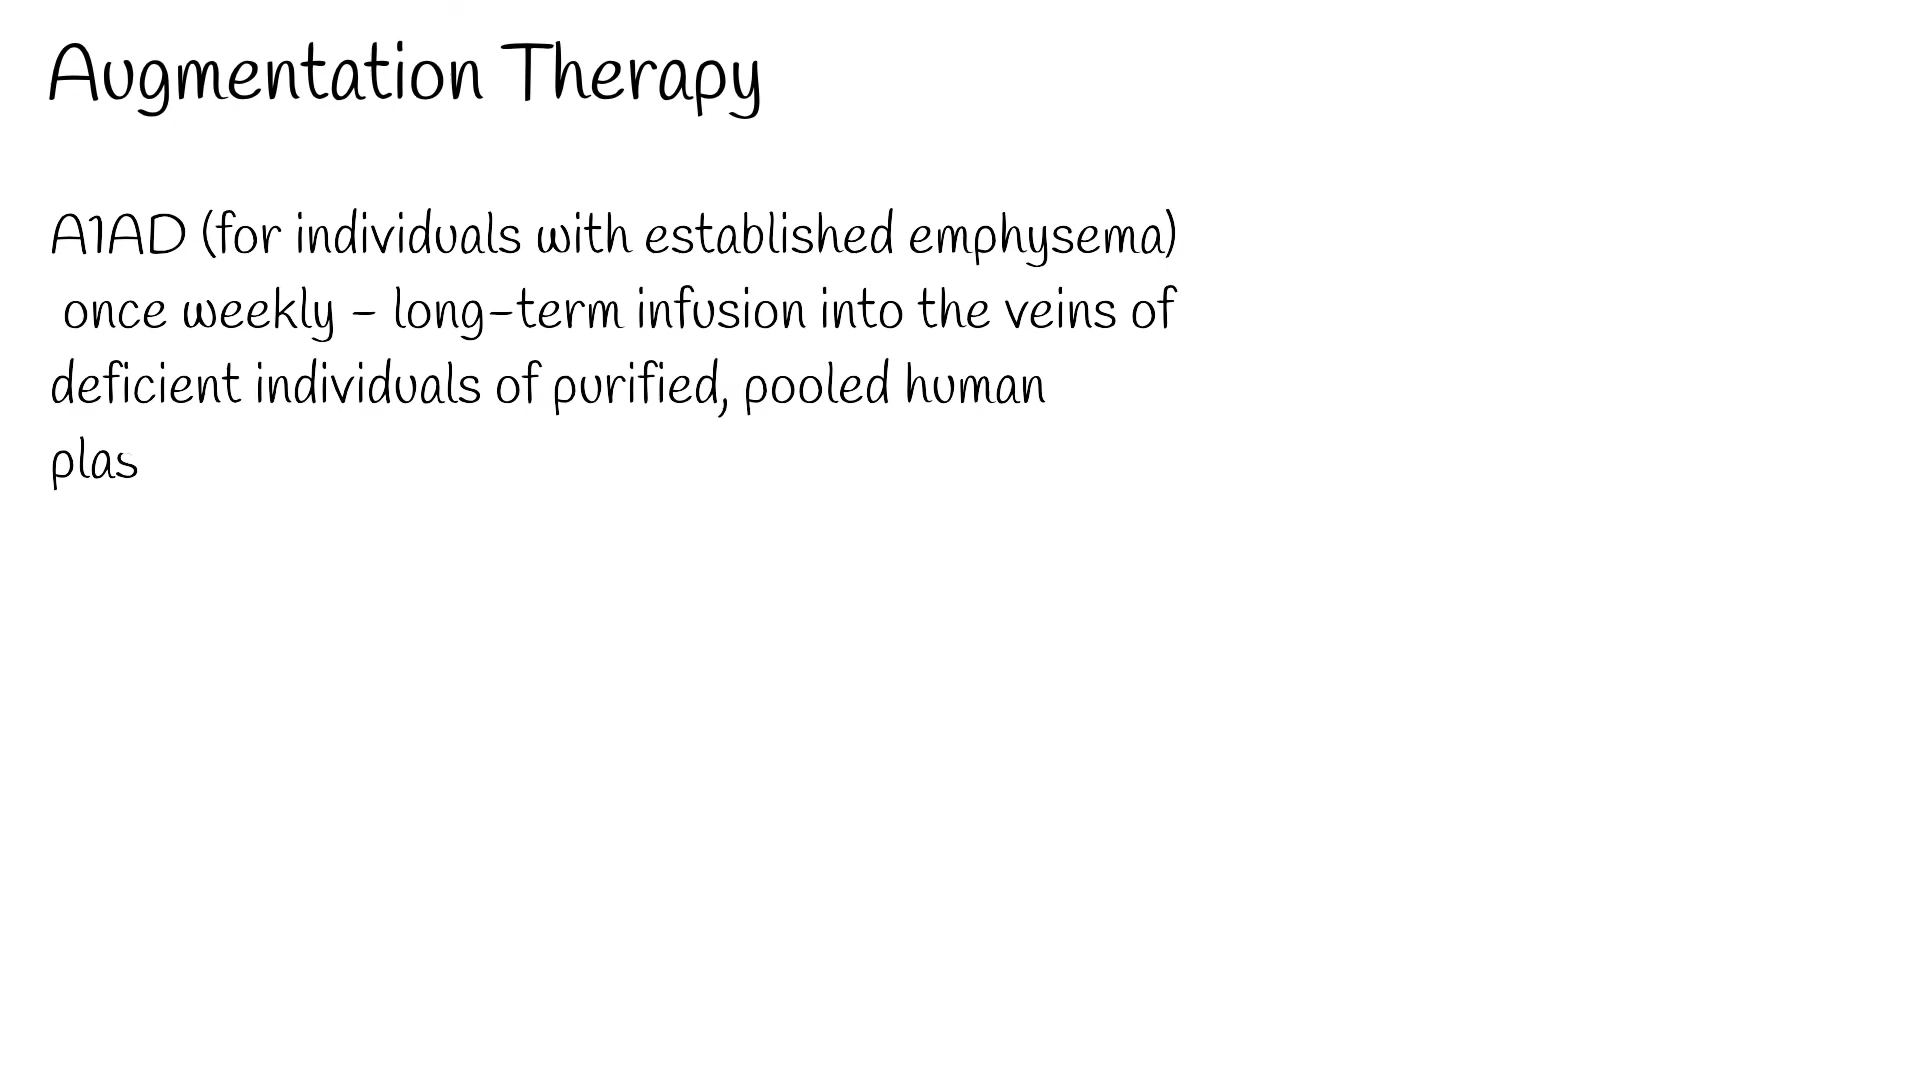 Augmentation Therapy
A1AD (for individuals with established emphysema)
once weekly - long-term infusion into the veins of
deficient individuals of purified, pooled human
plas